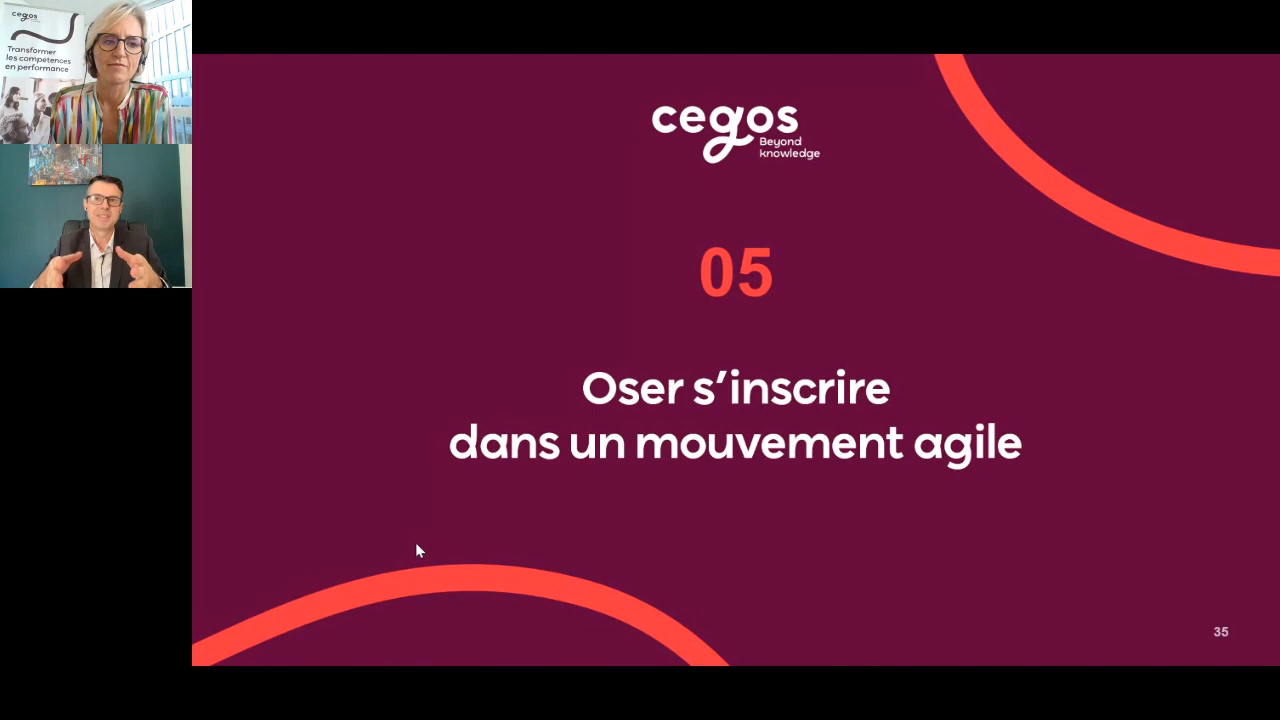 cegos
Transformer
les compétences
en performance
cegos
Beyond
knowledge
05
Oser s'inscrire
dans un mouvement agile
35